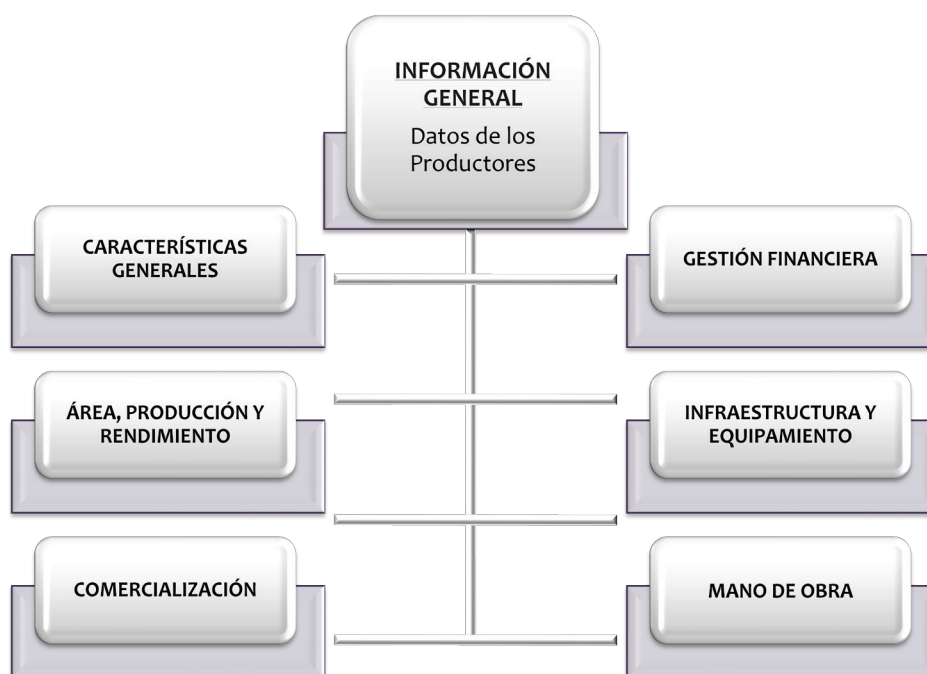 INFORMACIÓN
GENERAL
Datos de los
Productores
CARACTERÍSTICAS
GENERALES
GESTIÓN FINANCIERA
ÁREA, PRODUCCIÓN Y
RENDIMIENTO
INFRAESTRUCTURA Y
EQUIPAMIENTO
COMERCIALIZACIÓN
MANO DE OBRA